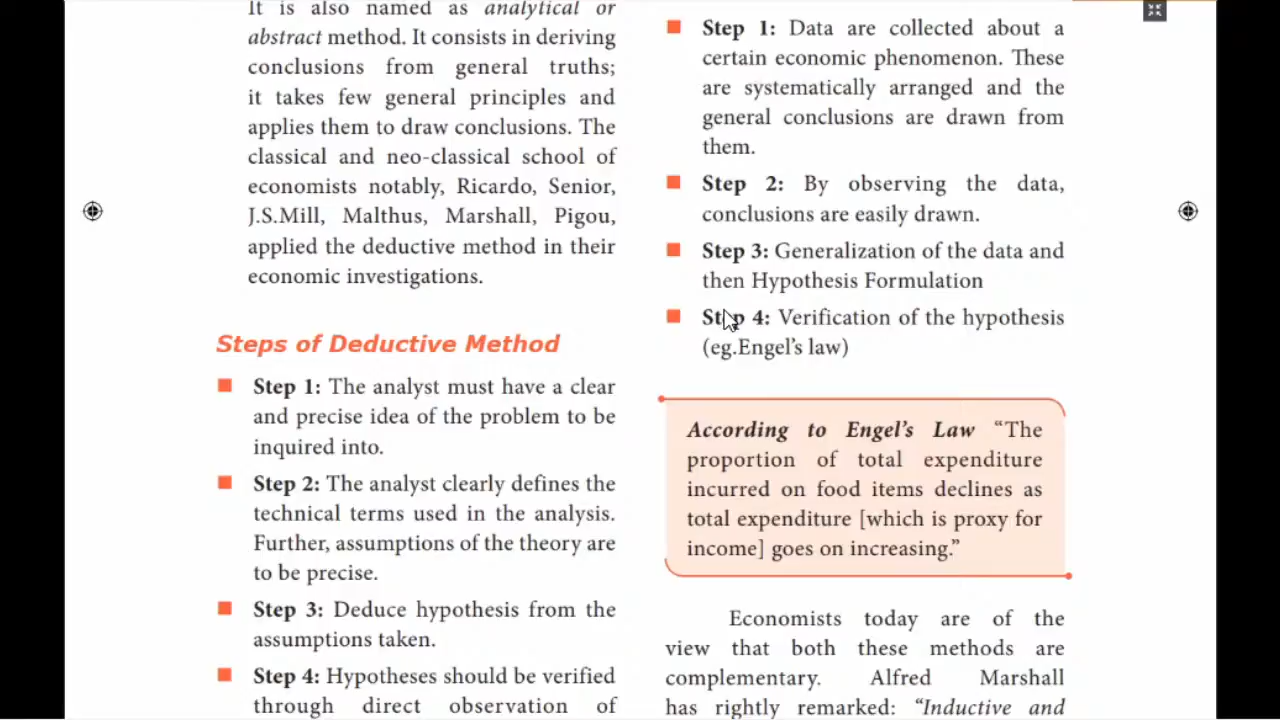 It is also named as analytical or
abstract method. It consists in deriving
conclusions from general truths;
it takes few general principles and
applies them to draw conclusions. The
classical and neo-classical school of
economists notably, Ricardo, Senior,
J.S.Mill, Malthus, Marshall, Pigou,
applied the deductive method in their
economic investigations.
Steps of Deductive Method
Step 1: The analyst must have a clear
and precise idea of the problem to be
inquired into.
Step 2: The analyst clearly defines the
technical terms used in the analysis.
Further, assumptions of the theory are
to be precise.
Step 3: Deduce hypothesis from the
assumptions taken.
Step 4: Hypotheses should be verified
through direct observation of
Step 1: Data are collected about a
certain economic phenomenon. These
are systematically arranged and the
general conclusions are drawn from
them.
Step 2: By observing the data,
conclusions are easily drawn.
Step 3: Generalization of the data and
then Hypothesis Formulation
Step 4: Verification of the hypothesis
(eg.Engel’s law)
According to Engel’s Law “The
proportion of total expenditure
incurred on food items declines as
total expenditure [which is proxy for
income] goes on increasing.”
Economists today are of the
view that both these methods are
complementary. Alfred Marshall
has rightly remarked: “Inductive and